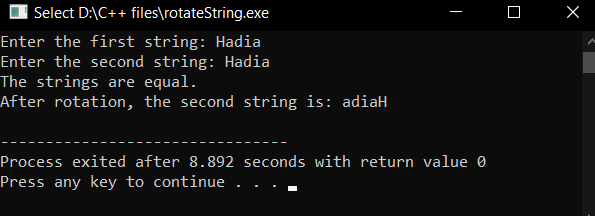 Select D:\C++ files\rotateString.exe
Enter the first string: Hadia
Enter the second string: Hadia
The strings are equal.
After rotation, the second string is: adiaH
--------------------------------
Process exited after 8.892 seconds with return value 0
Press any key to continue . . .